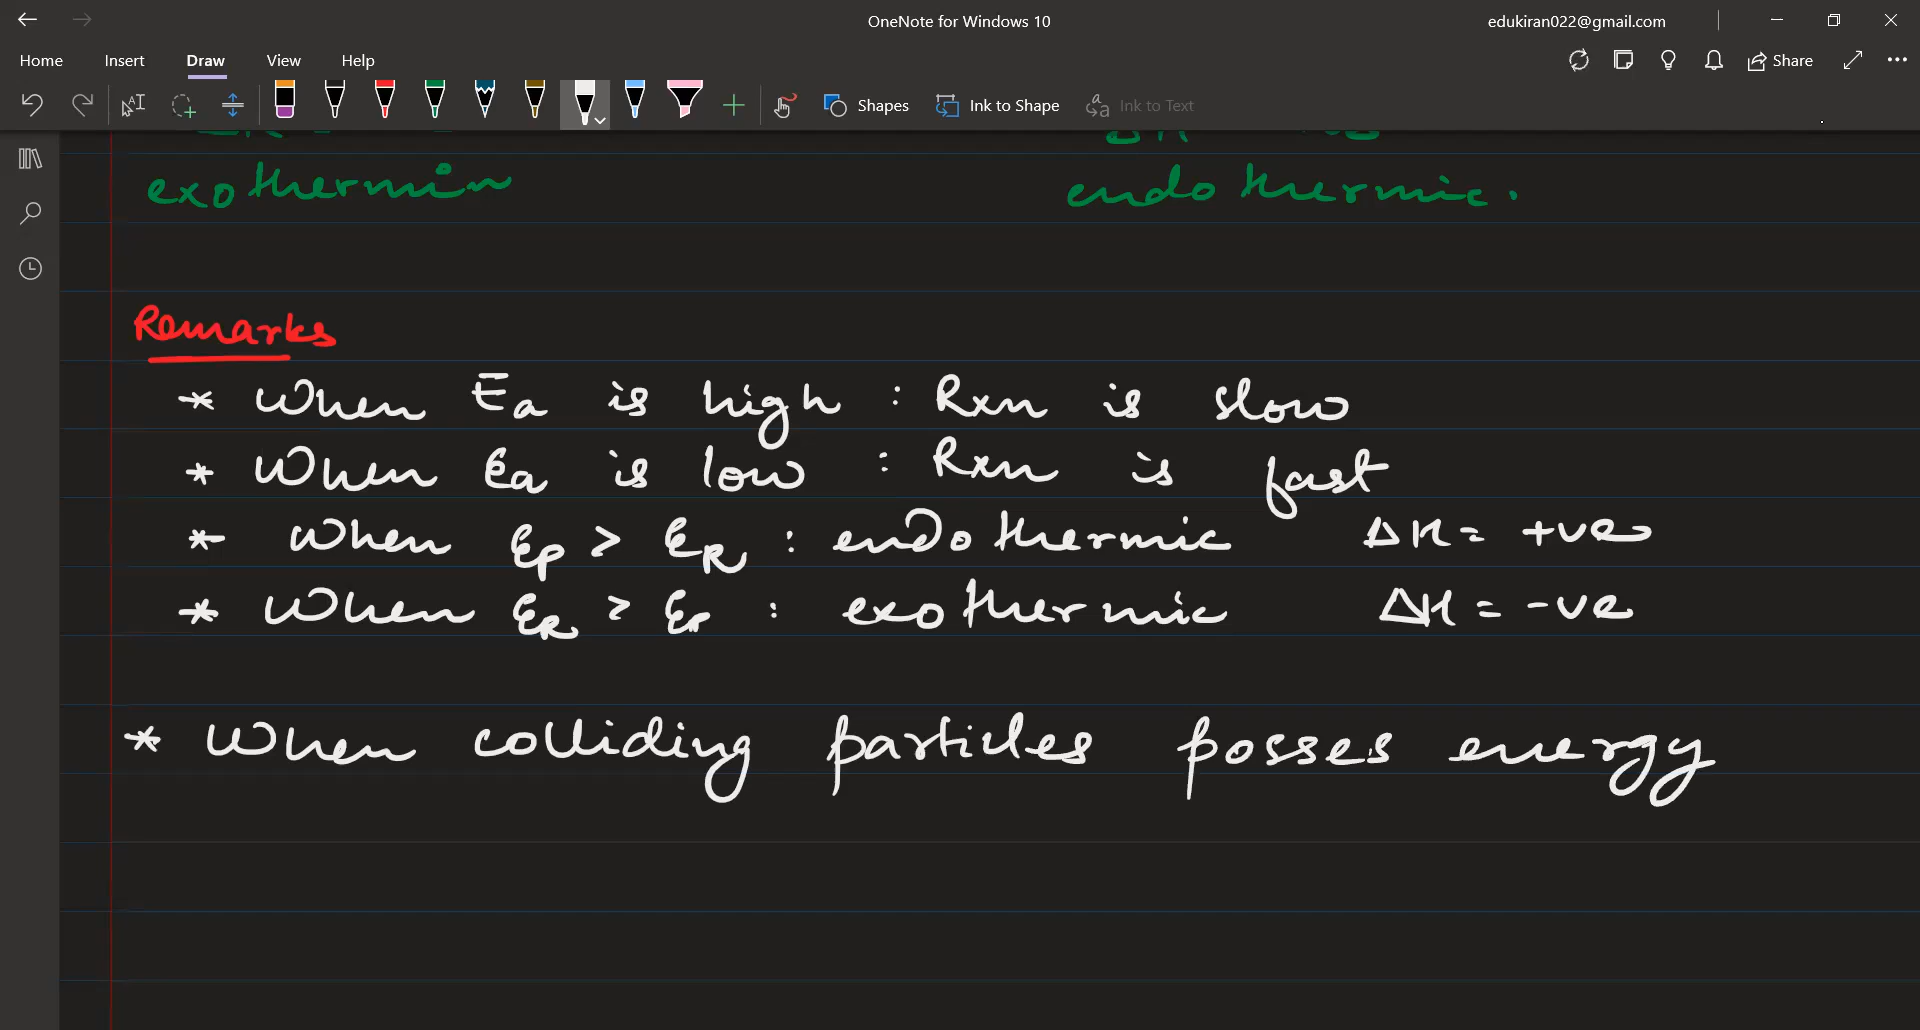 OneNote for Windows 10
edukiran022@gmail.com
Home Insert Draw View Help
Share
Shapes Ink to Shape Ink to Text
exothermin
endothermic.
Remarks
* When Ea is high : Rxn is slow
* When Ea is low : Rxn is fast
* When Ep > ER : endothermic ΔH = +ve
* When ER > Ep : exothermic ΔH = -ve
* When colliding particles posses energy